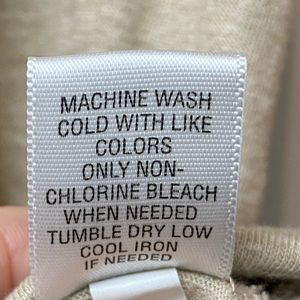 MACHINE WASH
COLD WITH LIKE
COLORS
ONLY NON-
CHLORINE BLEACH
WHEN NEEDED
TUMBLE DRY LOW
COOL IRON
IF NEEDED